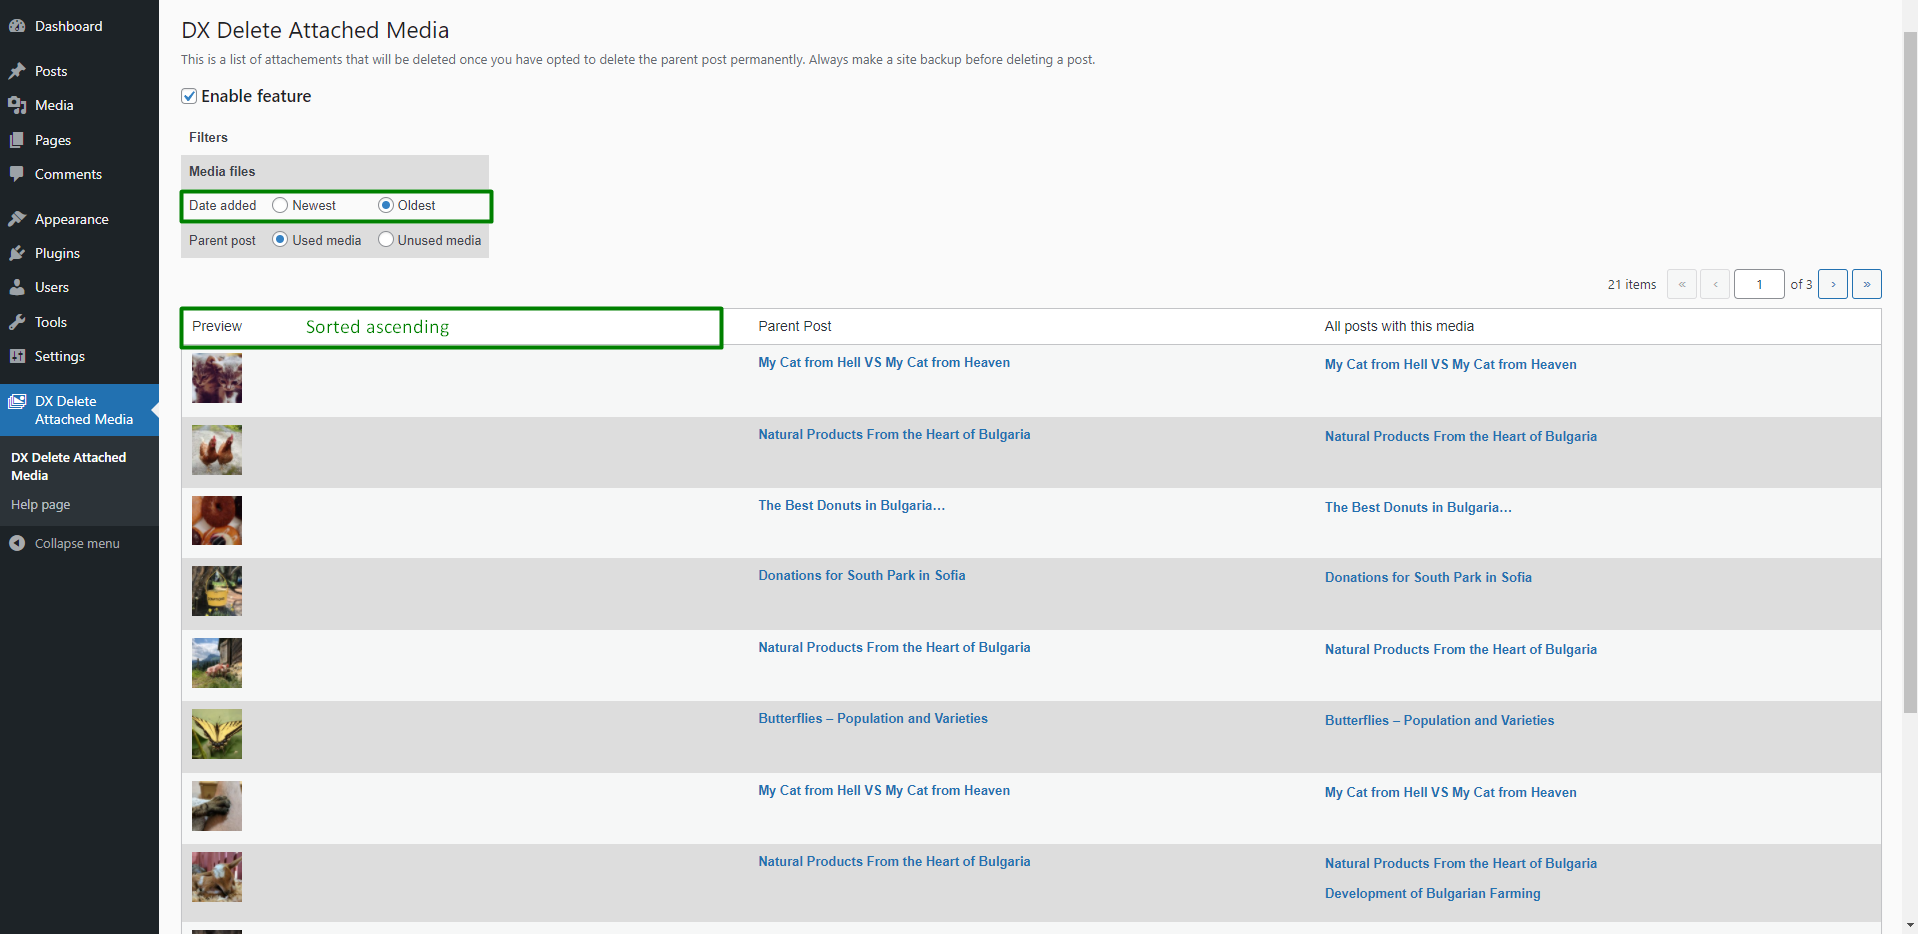 Dashboard
Posts
Media
Pages
Comments
Appearance
Plugins
Users
Tools
Settings
DX Delete
Attached Media
DX Delete Attached
Media
Help page
Collapse menu
DX Delete Attached Media
This is a list of attachements that will be deleted once you have opted to delete the parent post permanently. Always make a site backup before deleting a post.
Enable feature
Filters
Media files
Date added Newest Oldest
Parent post Used media Unused media
21 items « ‹ 1 of 3 › »
Preview Sorted ascending Parent Post All posts with this media
My Cat from Hell VS My Cat from Heaven My Cat from Hell VS My Cat from Heaven
Natural Products From the Heart of Bulgaria Natural Products From the Heart of Bulgaria
The Best Donuts in Bulgaria… The Best Donuts in Bulgaria…
Donations for South Park in Sofia Donations for South Park in Sofia
Natural Products From the Heart of Bulgaria Natural Products From the Heart of Bulgaria
Butterflies – Population and Varieties Butterflies – Population and Varieties
My Cat from Hell VS My Cat from Heaven My Cat from Hell VS My Cat from Heaven
Natural Products From the Heart of Bulgaria Natural Products From the Heart of Bulgaria
Development of Bulgarian Farming